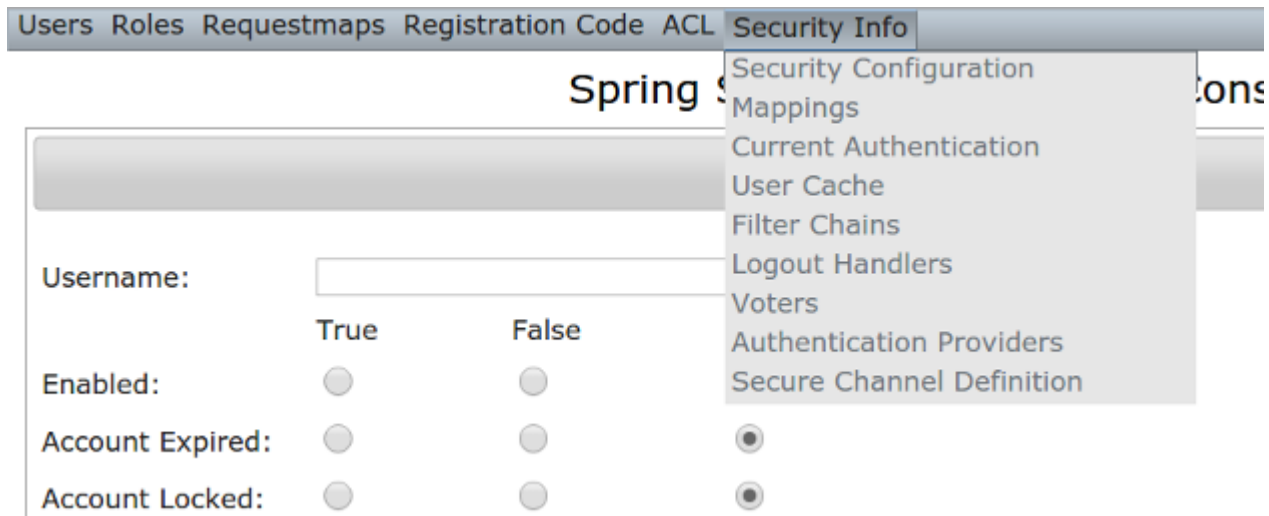 Users Roles Requestmaps Registration Code ACL Security Info
Security Configuration
Mappings
Current Authentication
User Cache
Filter Chains
Logout Handlers
Voters
Authentication Providers
Secure Channel Definition
Spring
Username:
True False
Enabled:
Account Expired:
Account Locked: